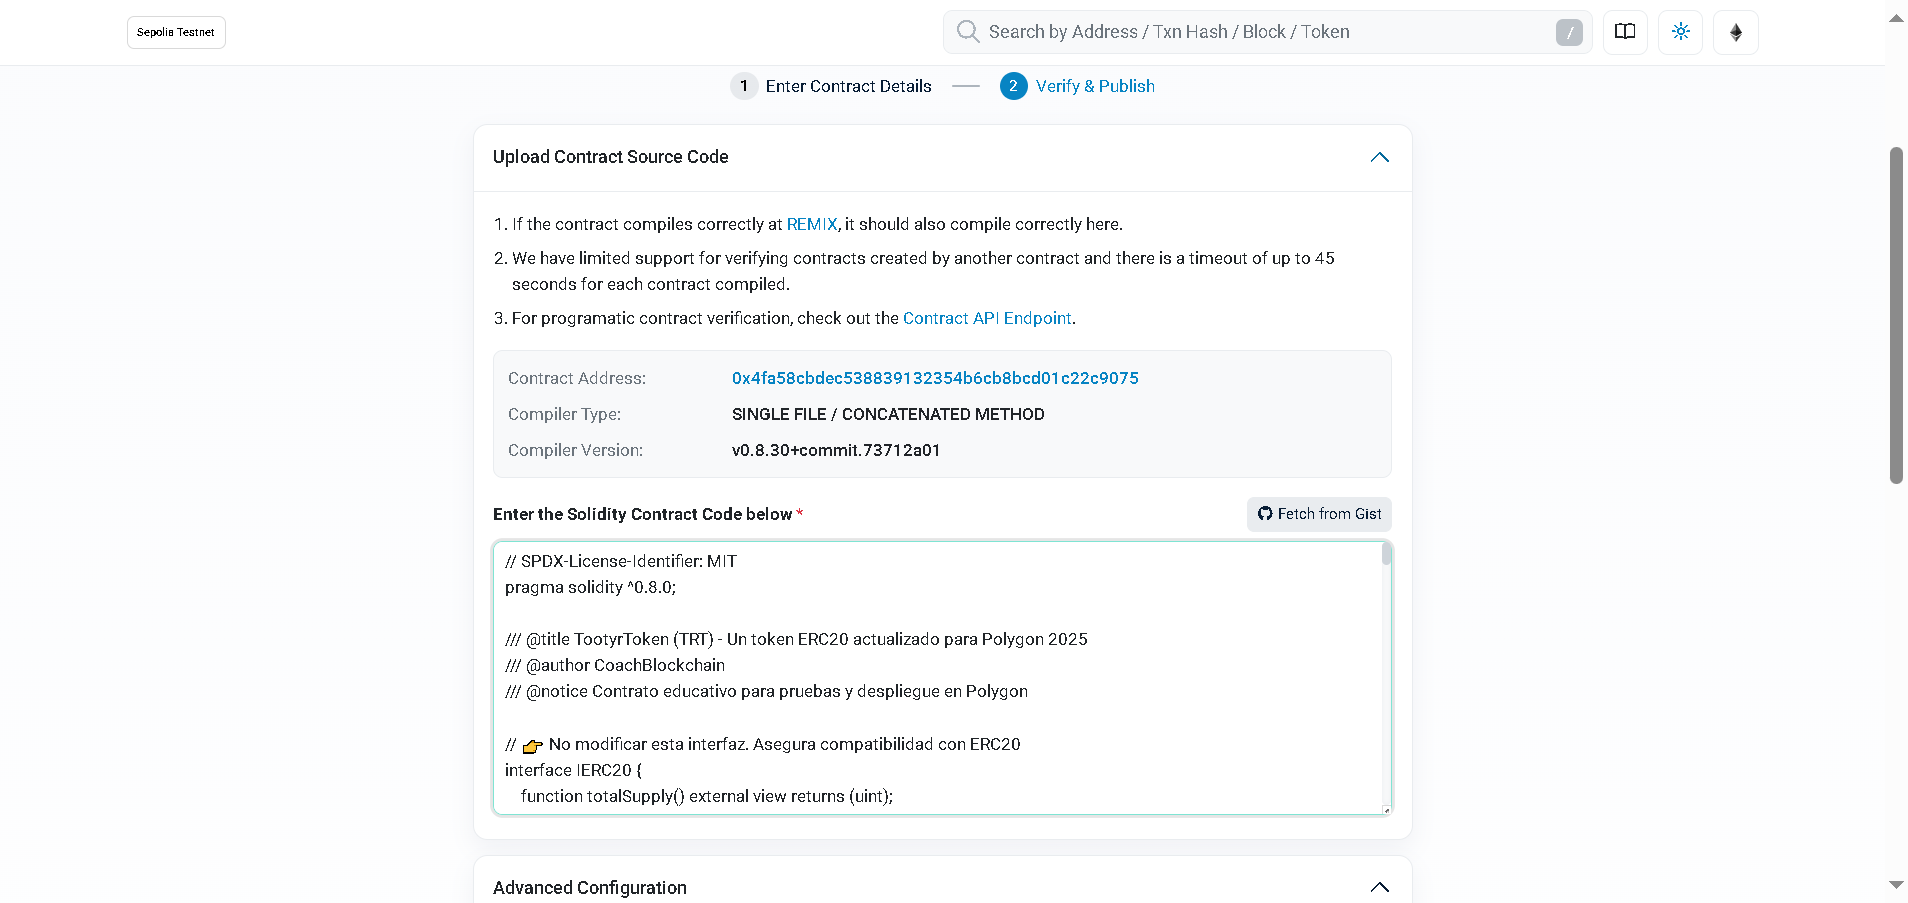 Sepolia Testnet
Search by Address / Txn Hash / Block / Token
/
1 Enter Contract Details
2 Verify & Publish
Upload Contract Source Code
1. If the contract compiles correctly at REMIX, it should also compile correctly here.
2. We have limited support for verifying contracts created by another contract and there is a timeout of up to 45
seconds for each contract compiled.
3. For programatic contract verification, check out the Contract API Endpoint.
Contract Address: 0x4fa58cbdec538839132354b6cb8bcd01c22c9075
Compiler Type: SINGLE FILE / CONCATENATED METHOD
Compiler Version: v0.8.30+commit.73712a01
Enter the Solidity Contract Code below *
Fetch from Gist
// SPDX-License-Identifier: MIT
pragma solidity ^0.8.0;
/// @title TootyrToken (TRT) - Un token ERC20 actualizado para Polygon 2025
/// @author CoachBlockchain
/// @notice Contrato educativo para pruebas y despliegue en Polygon
// 👉 No modificar esta interfaz. Asegura compatibilidad con ERC20
interface IERC20 {
function totalSupply() external view returns (uint);
Advanced Configuration